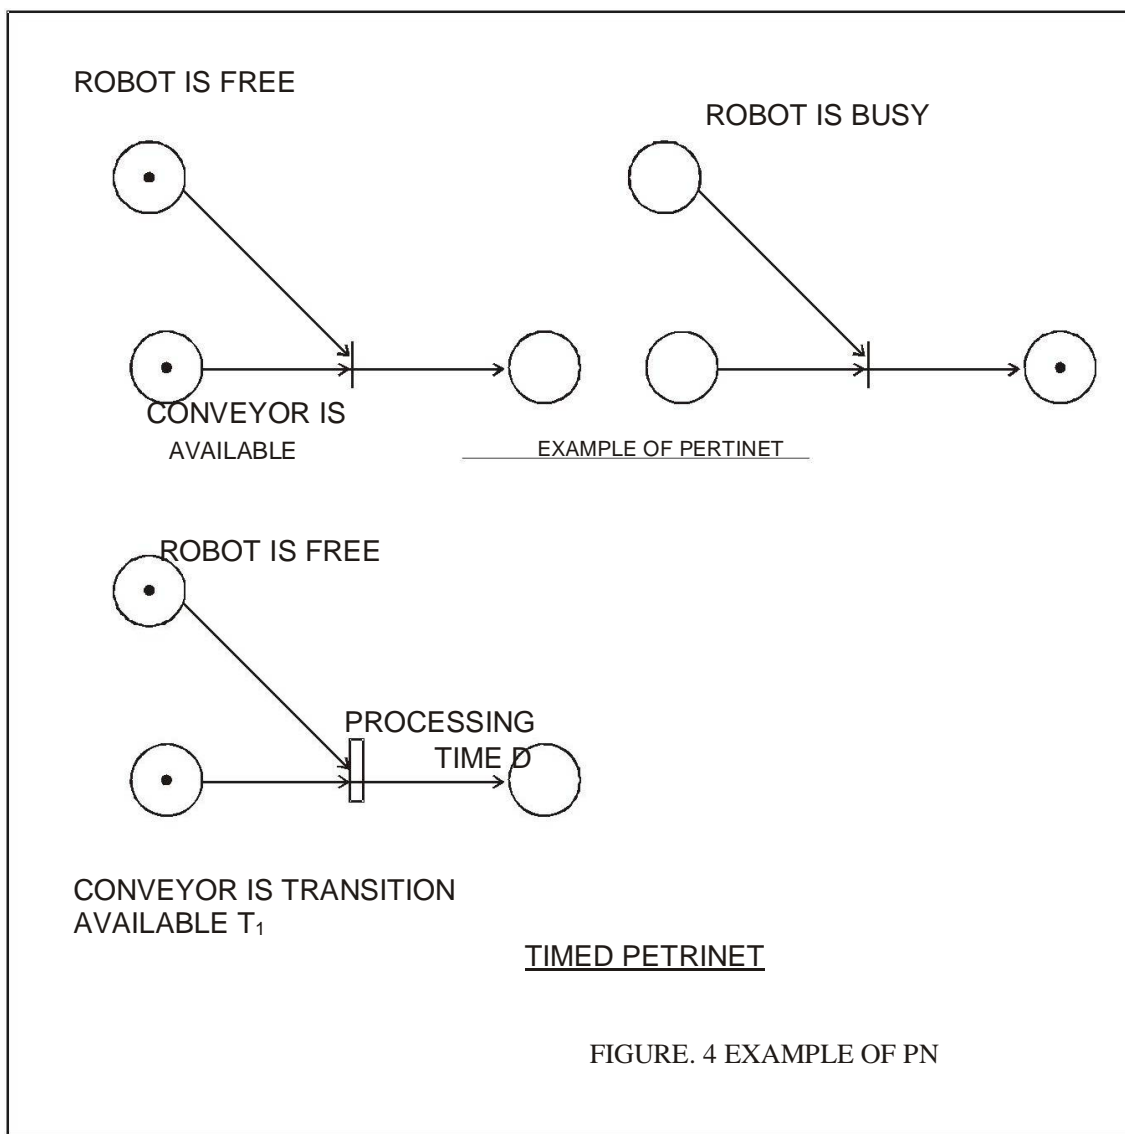 ROBOT IS FREE
ROBOT IS BUSY
CONVEYOR IS
AVAILABLE
EXAMPLE OF PERTINET
ROBOT IS FREE
PROCESSING
TIME D
CONVEYOR IS TRANSITION
AVAILABLE T₁
TIMED PETRINET
FIGURE. 4 EXAMPLE OF PN